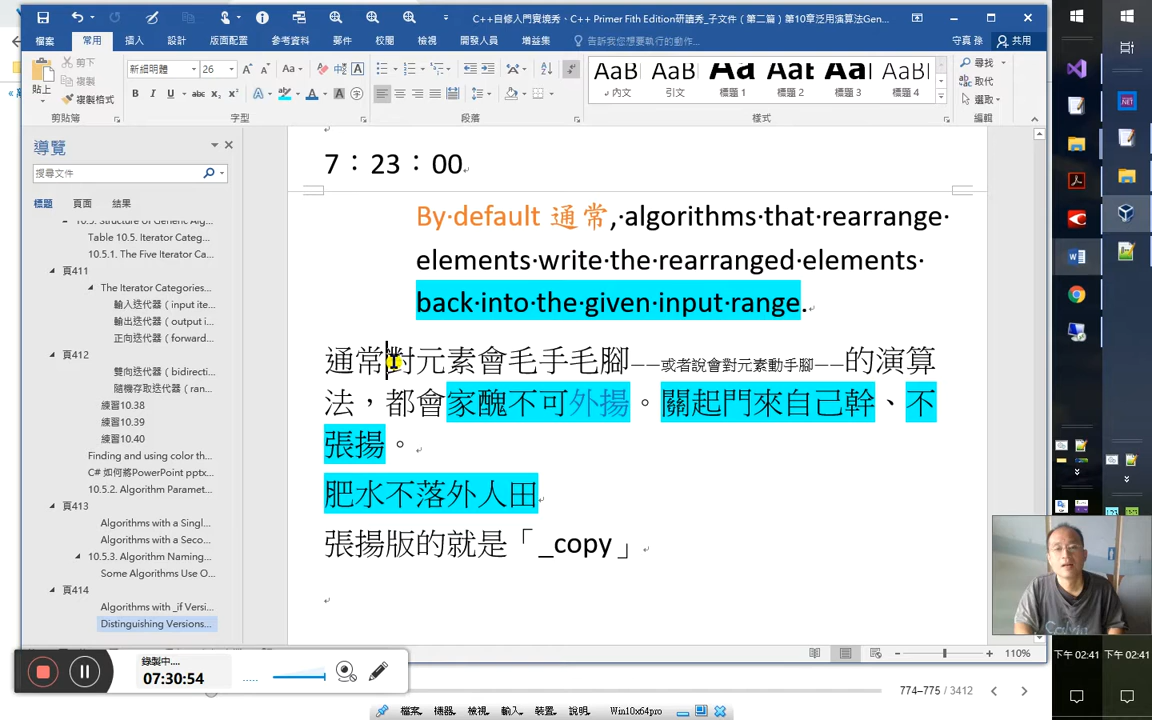 C++自修入門實境秀、C++ Primer Fith Edition研讀秀_子文件（第二篇）第10章泛用演算法Gen...
檔案 常用 插入 設計 版面配置 參考資料 郵件 校閱 檢視 開發人員 增益集 告訴我您想要執行的動作... 守真 孫 共用
貼上 剪下 複製 複製格式
新細明體 26
AaB AaB Aa Aat Aal AaBl
↲內文 引文 標題 1 標題 2 標題 3 標題 4
尋找 取代 選取
剪貼簿 字型 段落 樣式 編輯
導覽
搜尋文件
標題 頁面 結果
10.5. Structure of Generic Alg...
Table 10.5. Iterator Categ...
10.5.1. The Five Iterator Ca...
頁411
The Iterator Categories...
輸入迭代器（input ite...
輸出迭代器（output i...
正向迭代器（forward...
頁412
雙向迭代器（bidirecti...
隨機存取迭代器（ran...
練習10.38
練習10.39
練習10.40
Finding and using color th...
C# 如何將PowerPoint pptx...
10.5.2. Algorithm Paramet...
頁413
Algorithms with a Singl...
Algorithms with a Seco...
10.5.3. Algorithm Naming...
Some Algorithms Use O...
頁414
Algorithms with _if Versi...
Distinguishing Versions...
7：23：00
By default 通常, algorithms that rearrange
elements write the rearranged elements
back into the given input range.
通常對元素會毛手毛腳——或者說會對元素動手腳——的演算
法，都會家醜不可外揚。關起門來自己幹、不
張揚。
肥水不落外人田
張揚版的就是「_copy」
110%
錄製中....
07:30:54
774–775 / 3412
檔案 機器 檢視 輸入 裝置 說明 Win10x64pro
下午 02:41 下午 02:41